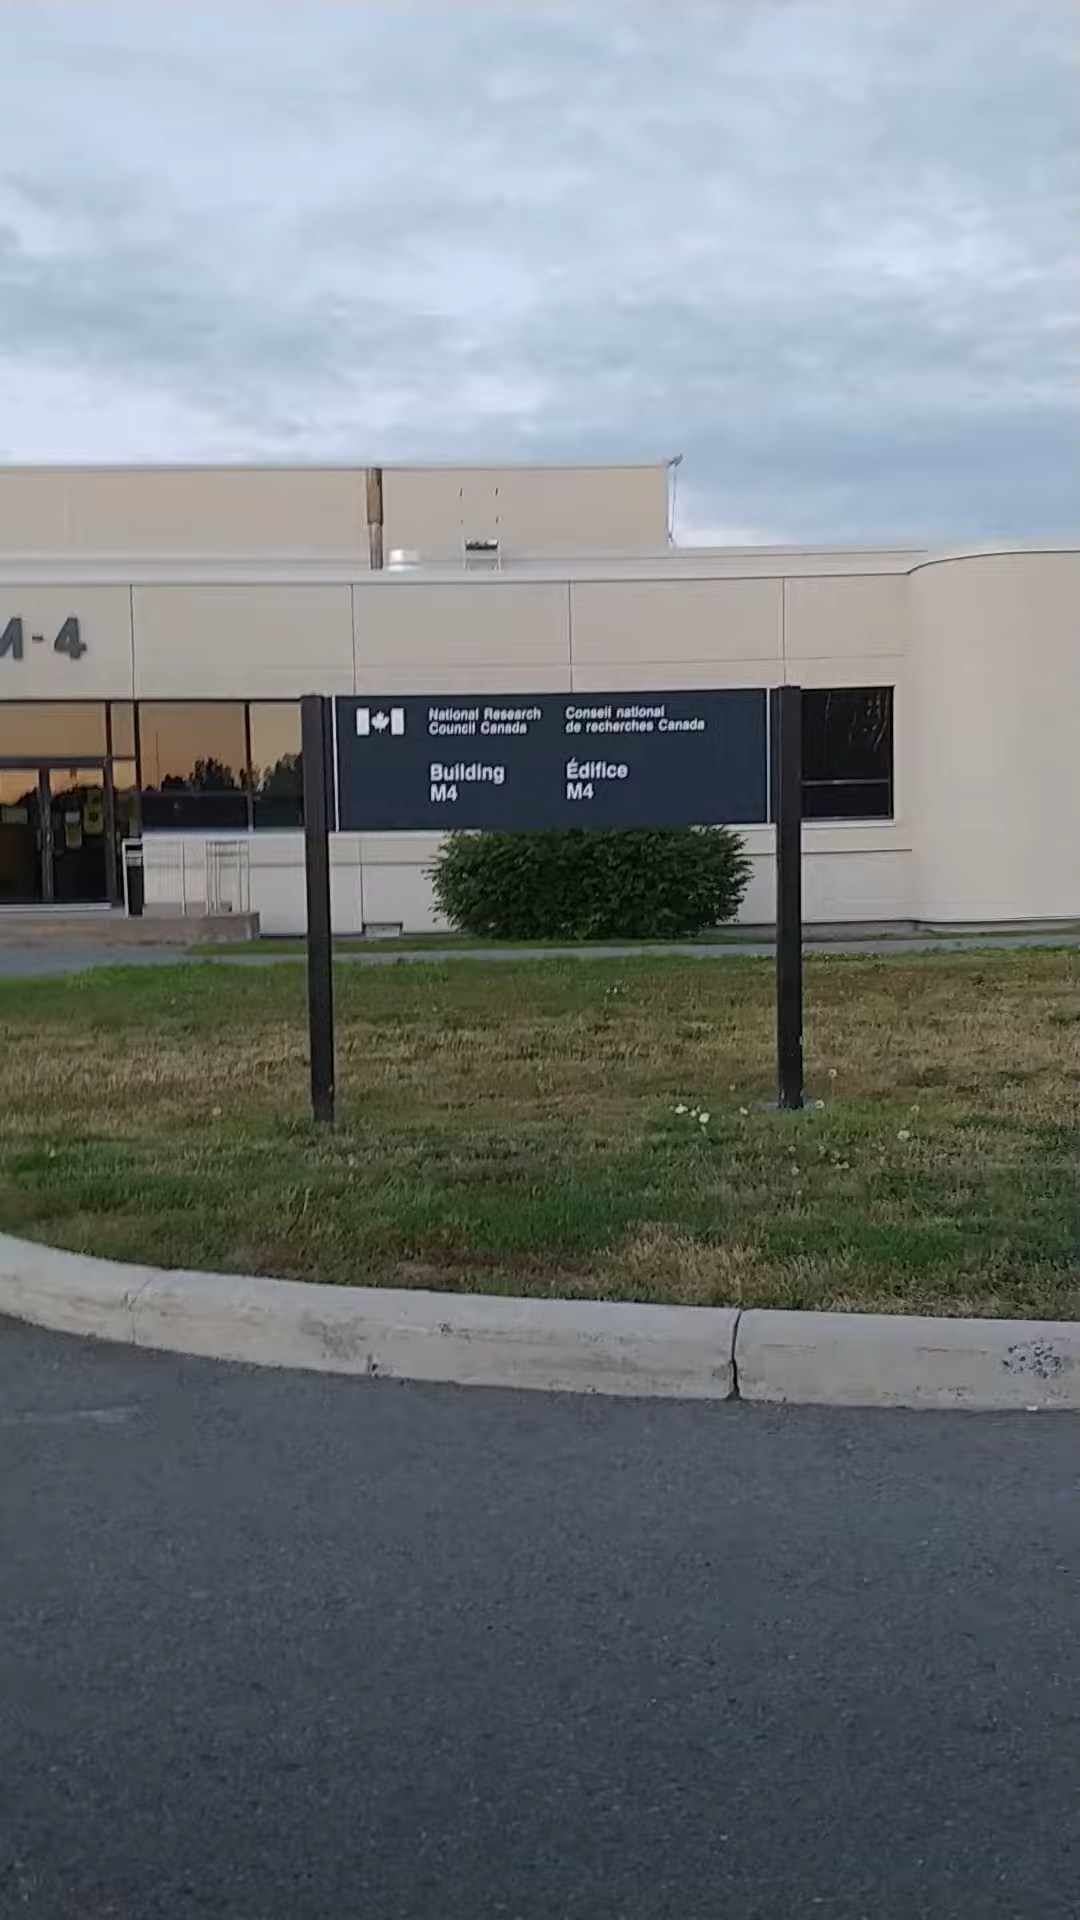 M-4
National Research
Council Canada
Conseil national
de recherches Canada
Building
M4
Édifice
M4